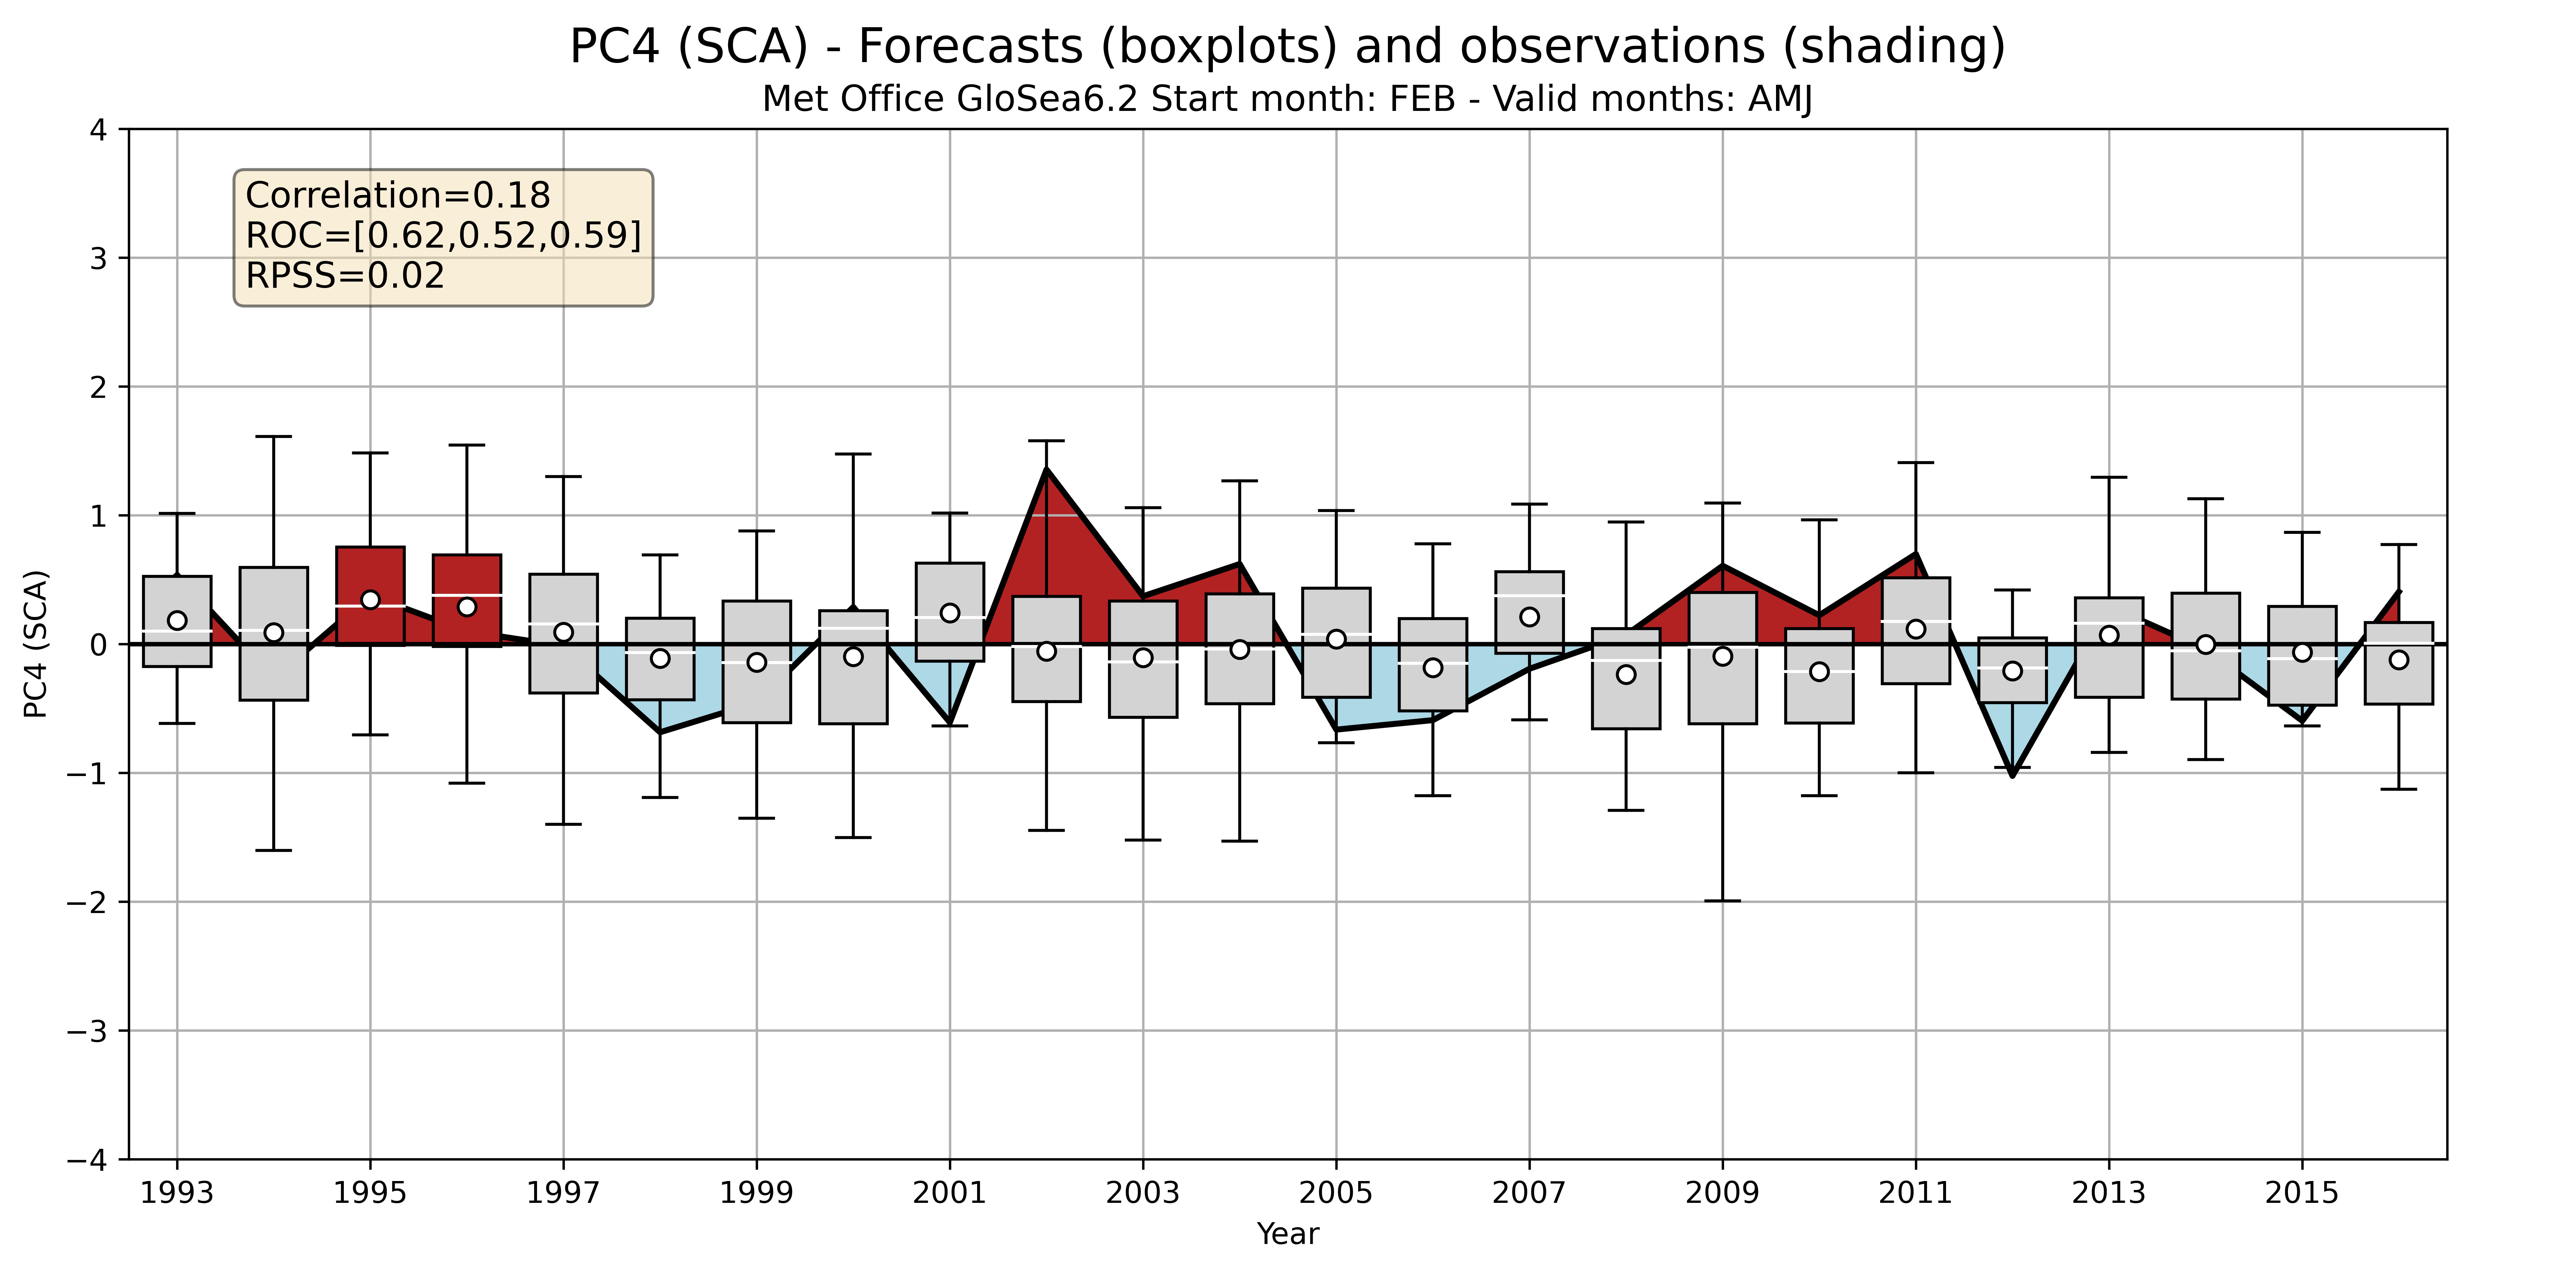 PC4 (SCA) - Forecasts (boxplots) and observations (shading)
Met Office GloSea6.2 Start month: FEB - Valid months: AMJ
Correlation=0.18
ROC=[0.62,0.52,0.59]
RPSS=0.02
PC4 (SCA)
4
3
2
1
0
−1
−2
−3
−4
1993 1995 1997 1999 2001 2003 2005 2007 2009 2011 2013 2015
Year